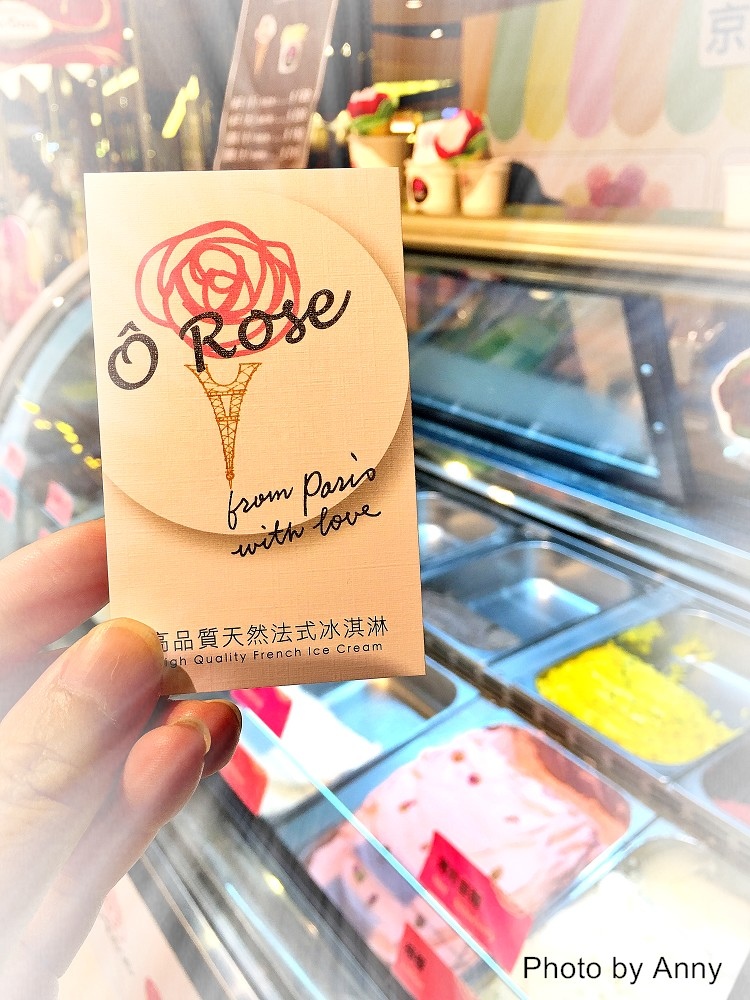 Ô Rose
from Paris
with love
高品質天然法式冰淇淋
High Quality French Ice Cream
京
Photo by Anny